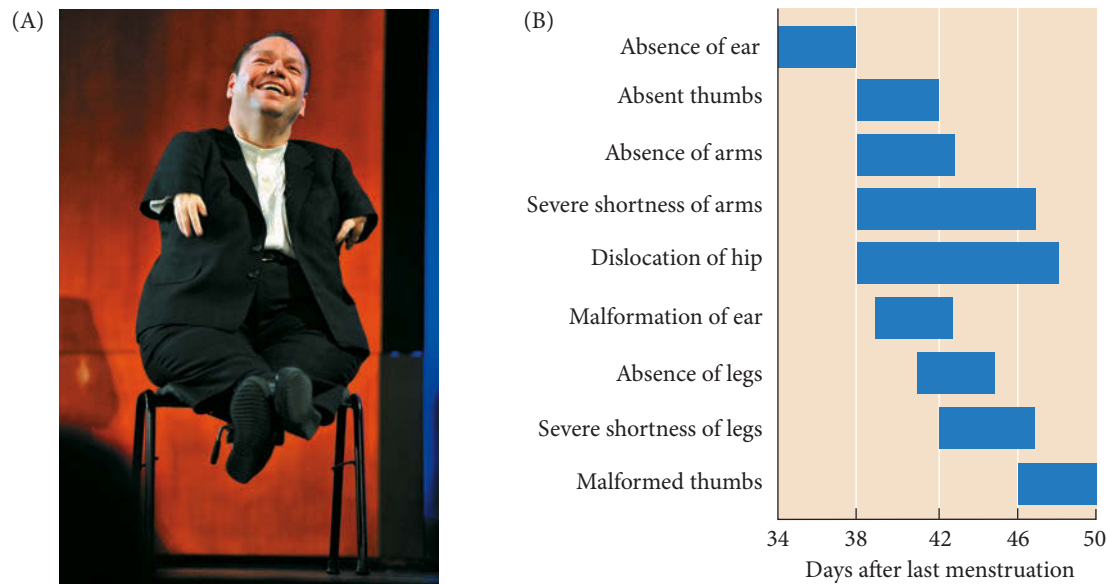 (A)
(B)
Absence of ear
Absent thumbs
Absence of arms
Severe shortness of arms
Dislocation of hip
Malformation of ear
Absence of legs
Severe shortness of legs
Malformed thumbs
34 38 42 46 50
Days after last menstruation